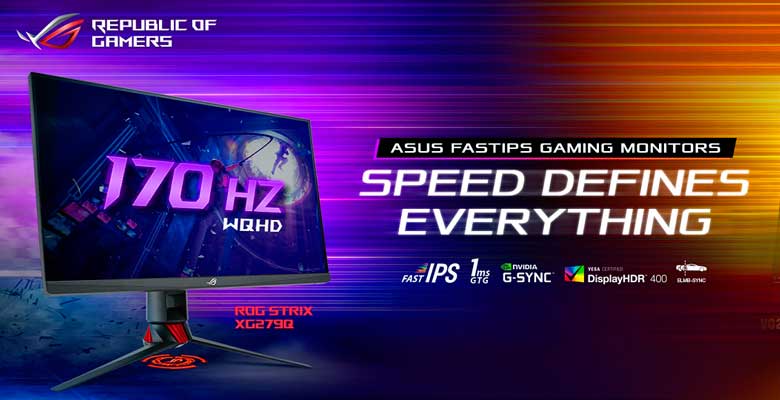 REPUBLIC OF
GAMERS
170 HZ
WQHD
ROG STRIX
XG279Q
ASUS FASTIPS GAMING MONITORS
SPEED DEFINES
EVERYTHING
FAST IPS
1ms
GTG
NVIDIA
G-SYNC
VESA CERTIFIED
DisplayHDR 400
ELMB-SYNC